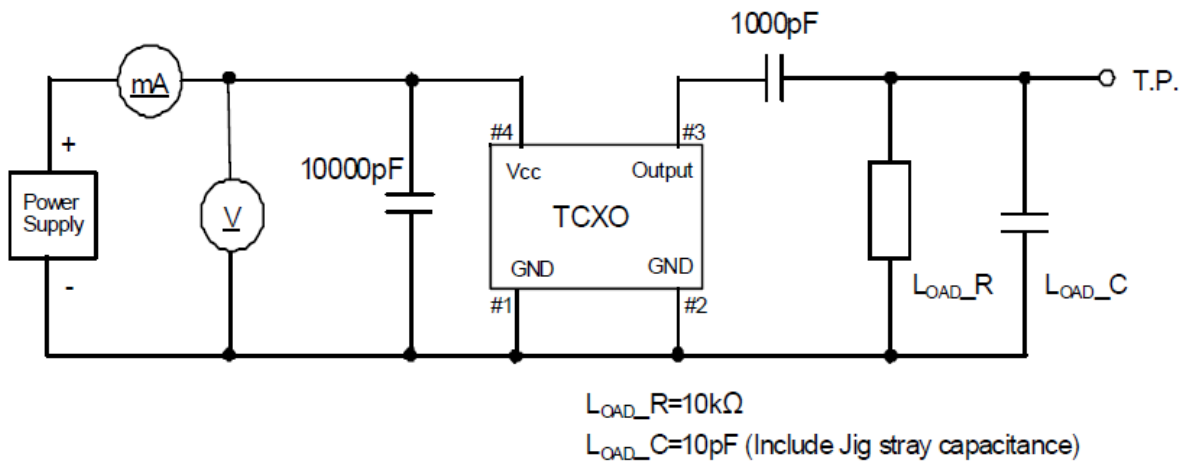 1000pF
mA
T.P.
#4
#3
+
10000pF
Vcc
Output
Power
Supply
V
TCXO
-
GND
GND
#1
#2
LOAD_R
LOAD_C
LOAD_R=10kΩ
LOAD_C=10pF (Include Jig stray capacitance)